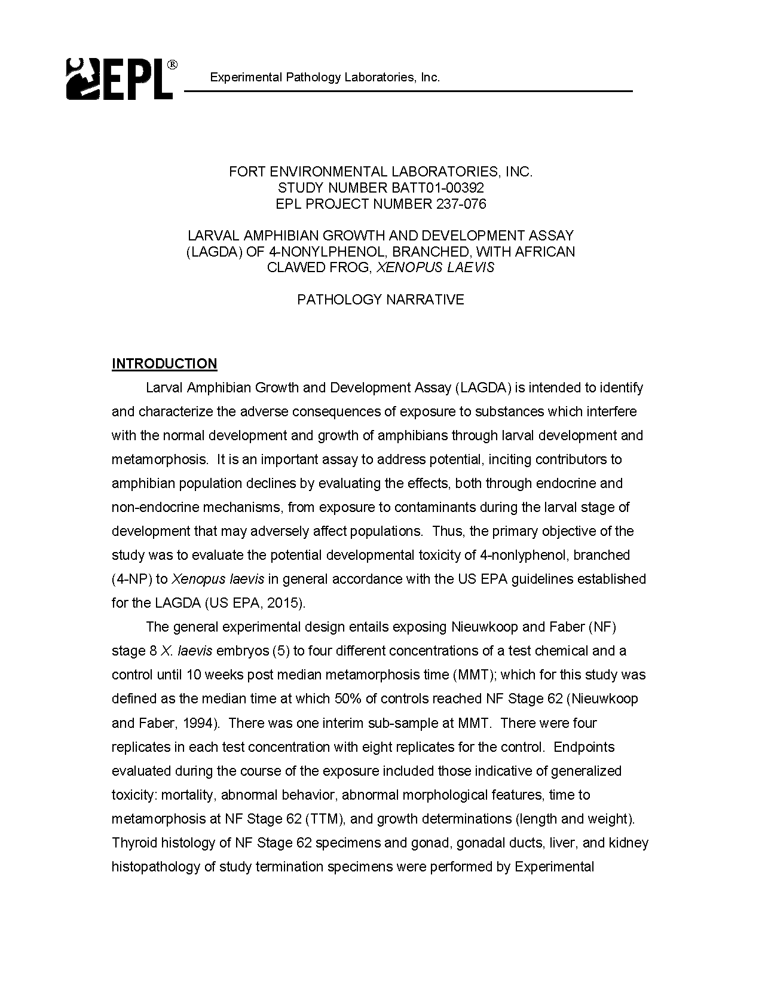 EPL®
Experimental Pathology Laboratories, Inc.
FORT ENVIRONMENTAL LABORATORIES, INC.
STUDY NUMBER BATT01-00392
EPL PROJECT NUMBER 237-076
LARVAL AMPHIBIAN GROWTH AND DEVELOPMENT ASSAY
(LAGDA) OF 4-NONYLPHENOL, BRANCHED, WITH AFRICAN
CLAWED FROG, XENOPUS LAEVIS
PATHOLOGY NARRATIVE
INTRODUCTION
Larval Amphibian Growth and Development Assay (LAGDA) is intended to identify
and characterize the adverse consequences of exposure to substances which interfere
with the normal development and growth of amphibians through larval development and
metamorphosis.  It is an important assay to address potential, inciting contributors to
amphibian population declines by evaluating the effects, both through endocrine and
non-endocrine mechanisms, from exposure to contaminants during the larval stage of
development that may adversely affect populations.  Thus, the primary objective of the
study was to evaluate the potential developmental toxicity of 4-nonlyphenol, branched
(4-NP) to Xenopus laevis in general accordance with the US EPA guidelines established
for the LAGDA (US EPA, 2015).
The general experimental design entails exposing Nieuwkoop and Faber (NF)
stage 8 X. laevis embryos (5) to four different concentrations of a test chemical and a
control until 10 weeks post median metamorphosis time (MMT); which for this study was
defined as the median time at which 50% of controls reached NF Stage 62 (Nieuwkoop
and Faber, 1994).  There was one interim sub-sample at MMT.  There were four
replicates in each test concentration with eight replicates for the control.  Endpoints
evaluated during the course of the exposure included those indicative of generalized
toxicity: mortality, abnormal behavior, abnormal morphological features, time to
metamorphosis at NF Stage 62 (TTM), and growth determinations (length and weight).
Thyroid histology of NF Stage 62 specimens and gonad, gonadal ducts, liver, and kidney
histopathology of study termination specimens were performed by Experimental